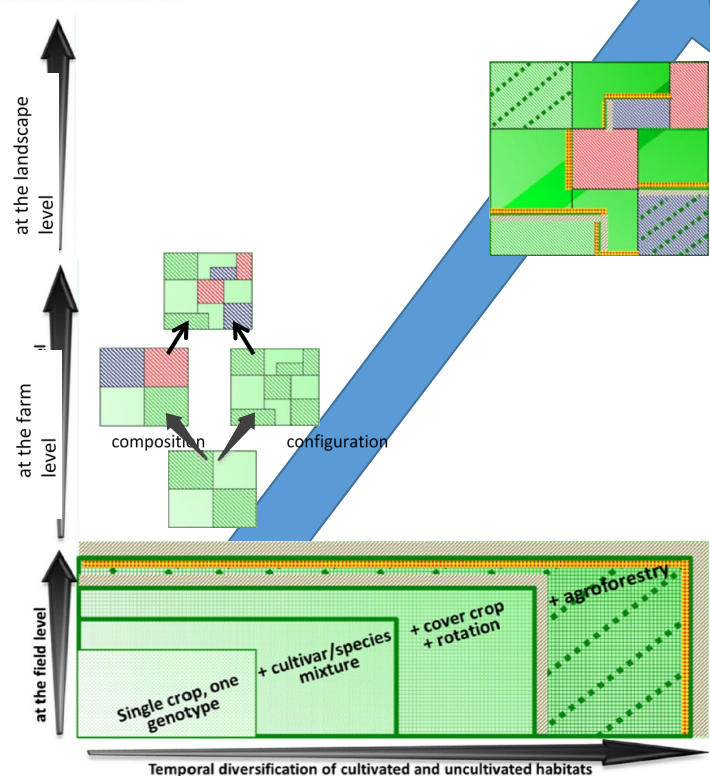 at the landscape
level
at the farm
level
composition
configuration
at the field level
+ agroforestry
+ cover crop
+ rotation
+ cultivar/species
mixture
Single crop, one
genotype
Temporal diversification of cultivated and uncultivated habitats